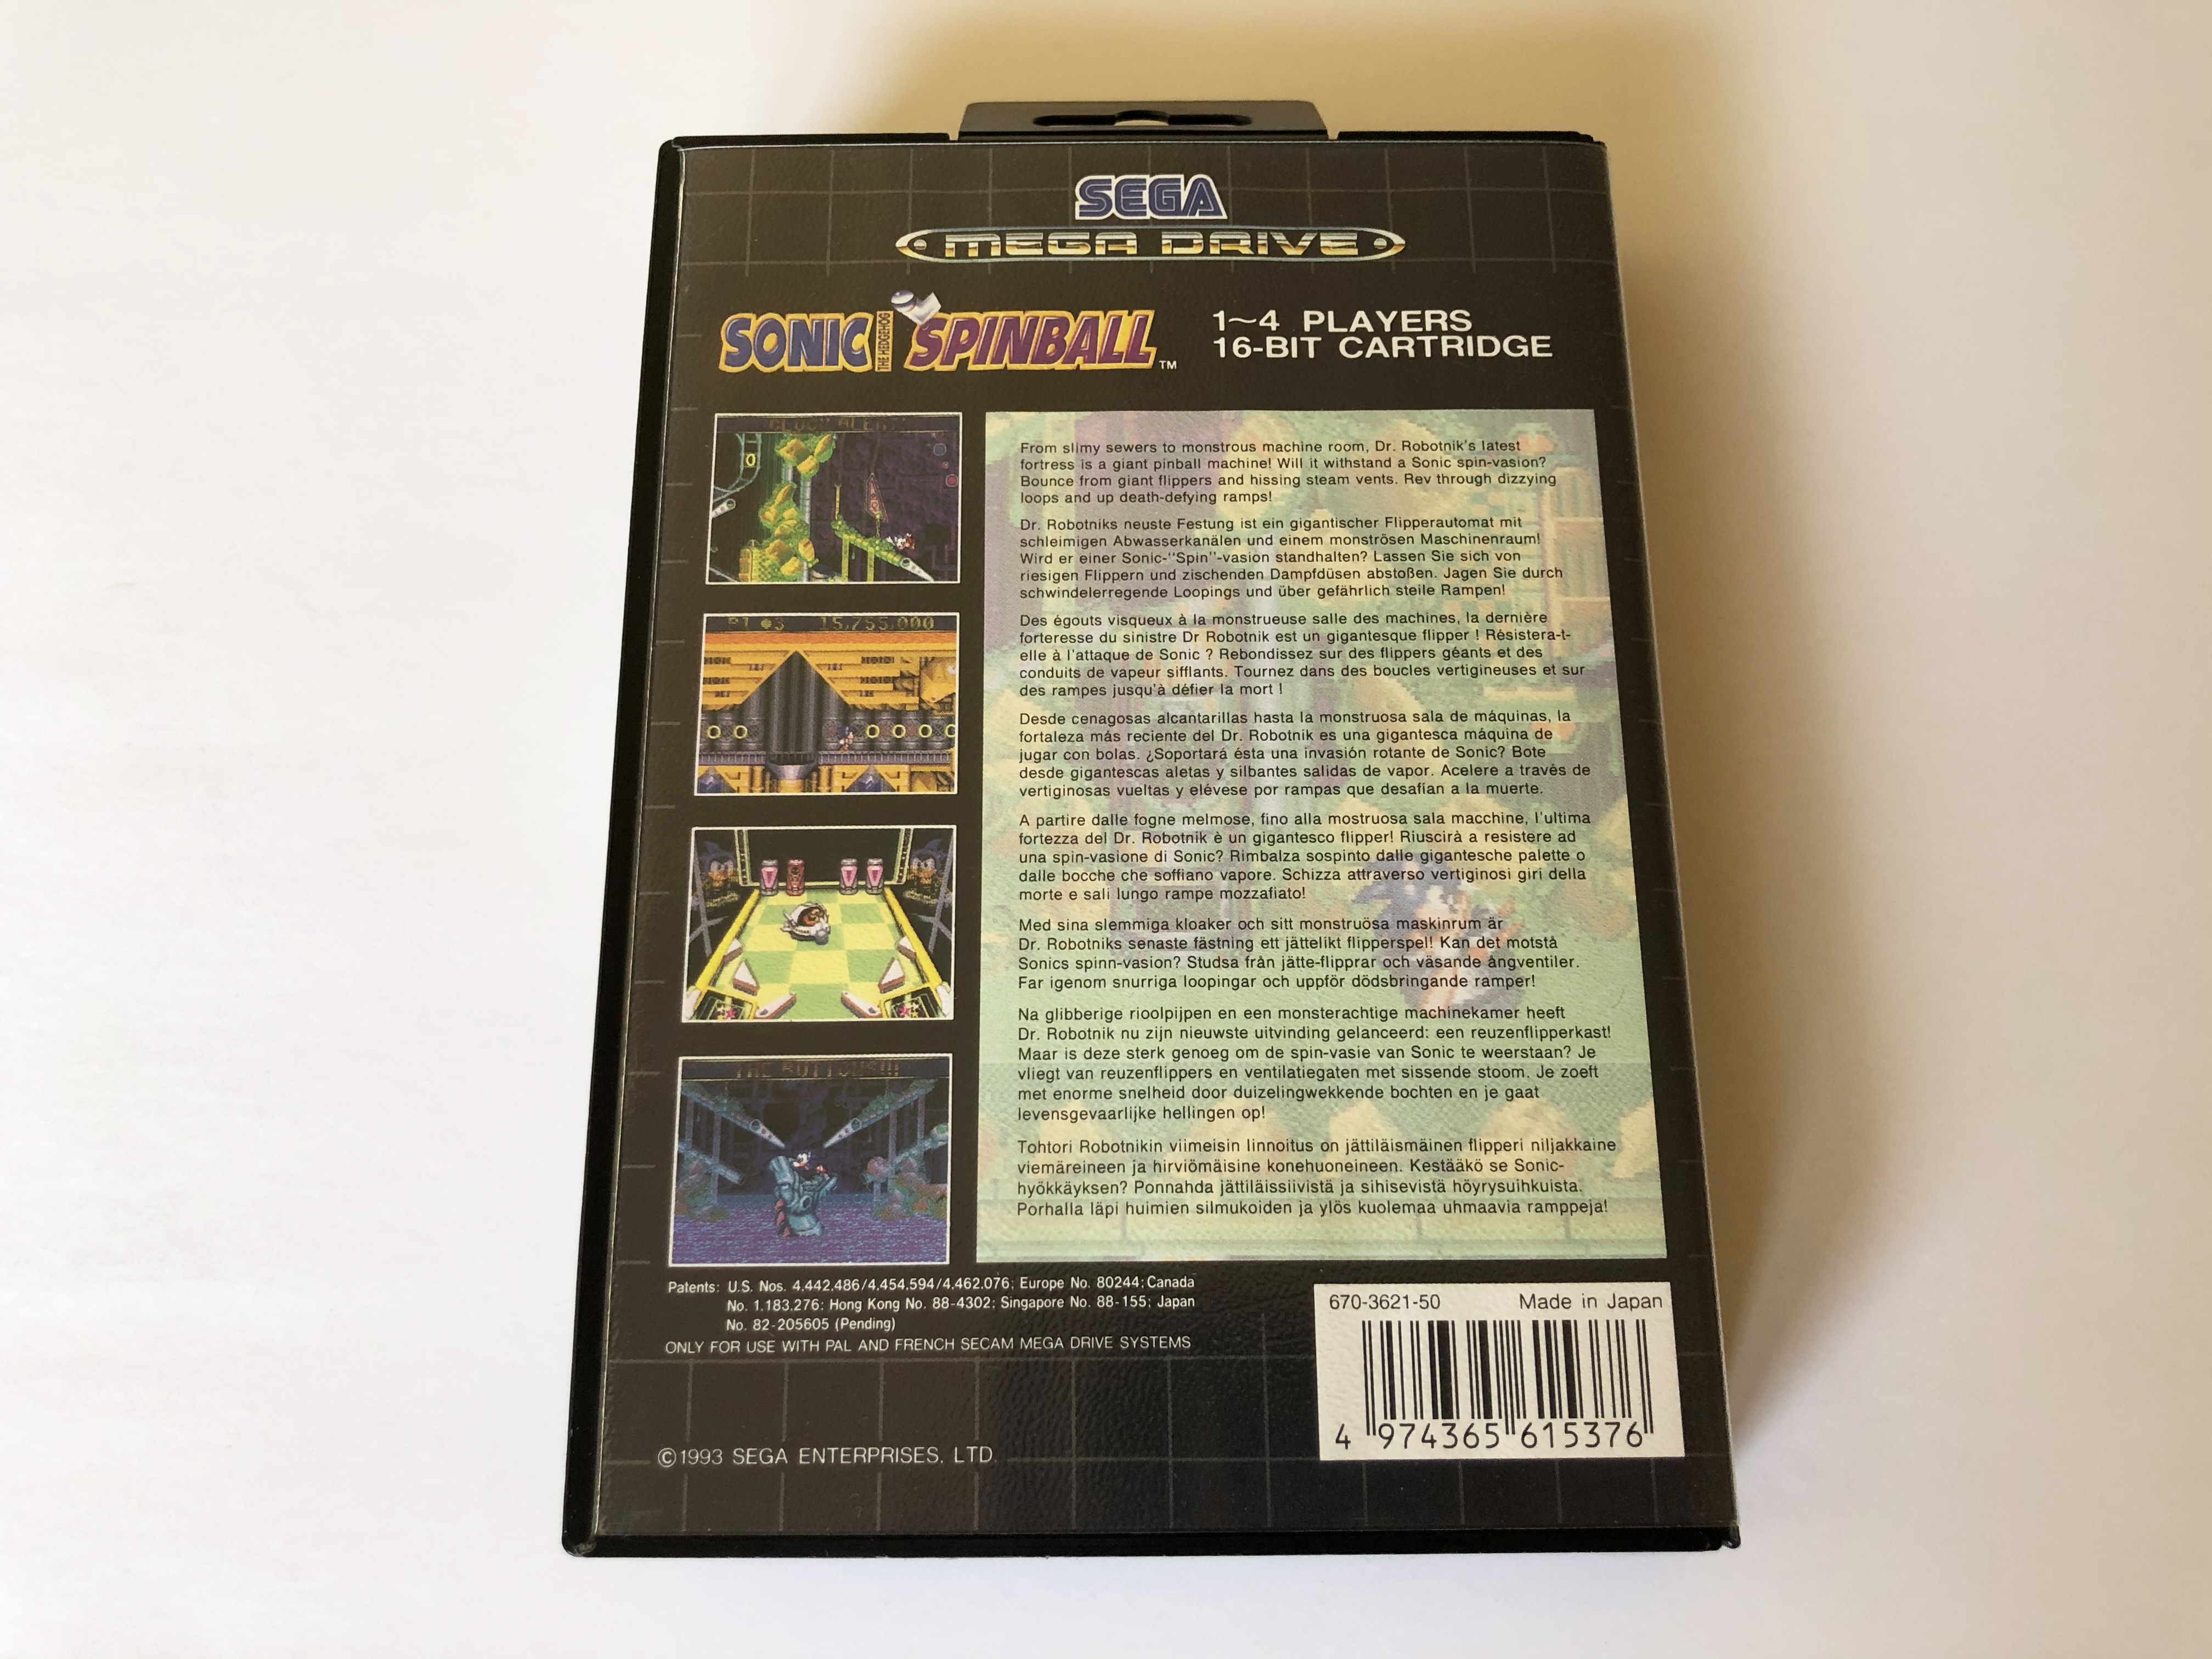 SEGA
MEGA DRIVE
SONIC THE HEDGEHOG SPINBALL TM
1~4 PLAYERS
16-BIT CARTRIDGE
From slimy sewers to monstrous machine room, Dr. Robotnik's latest
fortress is a giant pinball machine! Will it withstand a Sonic spin-vasion?
Bounce from giant flippers and hissing steam vents. Rev through dizzying
loops and up death-defying ramps!
Dr. Robotniks neuste Festung ist ein gigantischer Flipperautomat mit
schleimigen Abwasserkanälen und einem monströsen Maschinenraum!
Wird er einer Sonic-"Spin"-vasion standhalten? Lassen Sie sich von
riesigen Flippern und zischenden Dampfdüsen abstoßen. Jagen Sie durch
schwindelerregende Loopings und über gefährlich steile Rampen!
Des égouts visqueux à la monstrueuse salle des machines, la dernière
forteresse du sinistre Dr Robotnik est un gigantesque flipper ! Résistera-t-
elle à l'attaque de Sonic ? Rebondissez sur des flippers géants et des
conduits de vapeur sifflants. Tournez dans des boucles vertigineuses et sur
des rampes jusqu'à défier la mort !
Desde cenagosas alcantarillas hasta la monstruosa sala de máquinas, la
fortaleza más reciente del Dr. Robotnik es una gigantesca máquina de
jugar con bolas. ¿Soportará ésta una invasión rotante de Sonic? Bote
desde gigantescas aletas y silbantes salidas de vapor. Acelere a través de
vertiginosas vueltas y elévese por rampas que desafían a la muerte.
A partire dalle fogne melmose, fino alla mostruosa sala macchine, l'ultima
fortezza del Dr. Robotnik è un gigantesco flipper! Riuscirà a resistere ad
una spin-vasione di Sonic? Rimbalza sospinto dalle gigantesche palette o
dalle bocche che soffiano vapore. Schizza attraverso vertiginosi giri della
morte e sali lungo rampe mozzafiato!
Med sina slemmiga kloaker och sitt monstruösa maskinrum är
Dr. Robotniks senaste fästning ett jättelikt flipperspel! Kan det motstå
Sonics spinn-vasion? Studsa från jätte-flipprar och väsande ångventiler.
Far igenom snurriga loopingar och uppför dödsbringande ramper!
Na glibberige rioolpijpen en een monsterachtige machinekamer heeft
Dr. Robotnik nu zijn nieuwste uitvinding gelanceerd: een reuzenflipperkast!
Maar is deze sterk genoeg om de spin-vasie van Sonic te weerstaan? Je
vliegt van reuzenflippers en ventilatiegaten met sissende stoom. Je zoeft
met enorme snelheid door duizelingwekkende bochten en je gaat
levensgevaarlijke hellingen op!
Tohtori Robotnikin viimeisin linnoitus on jättiläismäinen flipperi niljakkaine
viemäreineen ja hirviömäisine konehuoneineen. Kestääkö se Sonic-
hyökkäyksen? Ponnahda jättiläissiivistä ja sihisevistä höyrysuihkuista.
Porhalla läpi huimien silmukoiden ja ylös kuolemaa uhmaavia ramppeja!
15,755,000
THE BUTTONS!!!
Patents: U.S. Nos. 4.442.486/4.454.594/4.462.076; Europe No. 80244; Canada
No. 1.183.276; Hong Kong No. 88-4302; Singapore No. 88-155; Japan
No. 82-205605 (Pending)
ONLY FOR USE WITH PAL AND FRENCH SECAM MEGA DRIVE SYSTEMS
670-3621-50 Made in Japan
4 974365 615376
©1993 SEGA ENTERPRISES, LTD.